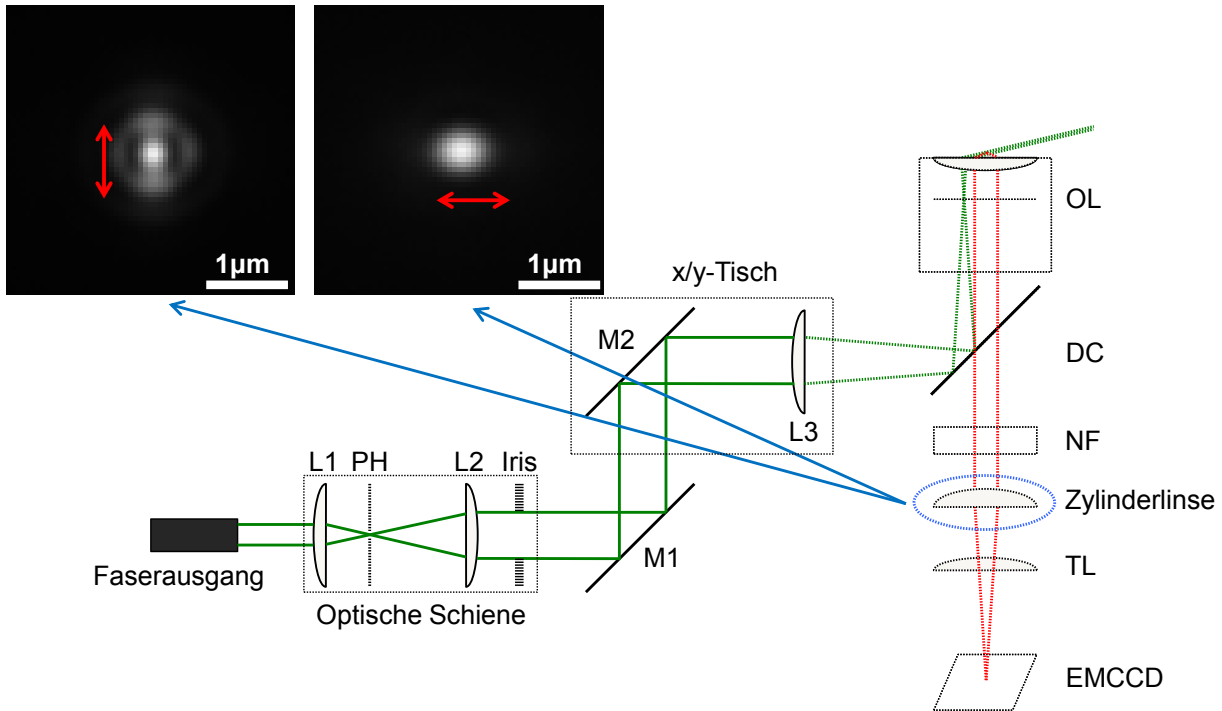 1µm
1µm
x/y-Tisch
M2
L3
OL
DC
NF
Zylinderlinse
TL
EMCCD
L1 PH L2 Iris
M1
Faserausgang
Optische Schiene